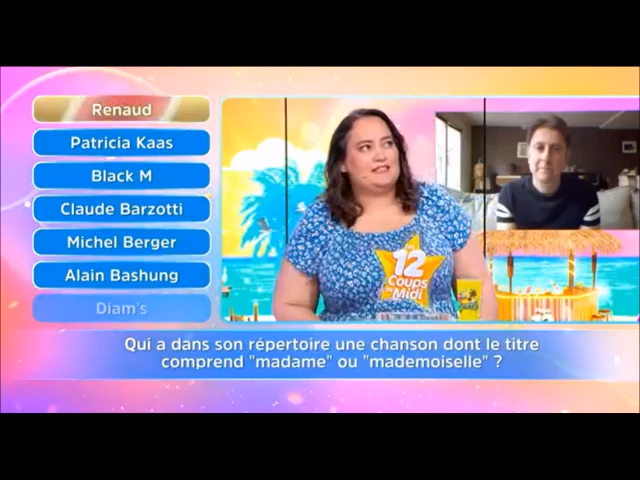 Renaud
Patricia Kaas
Black M
Claude Barzotti
Michel Berger
Alain Bashung
Diam's
12
Coups
Midi
Qui a dans son répertoire une chanson dont le titre
comprend "madame" ou "mademoiselle" ?